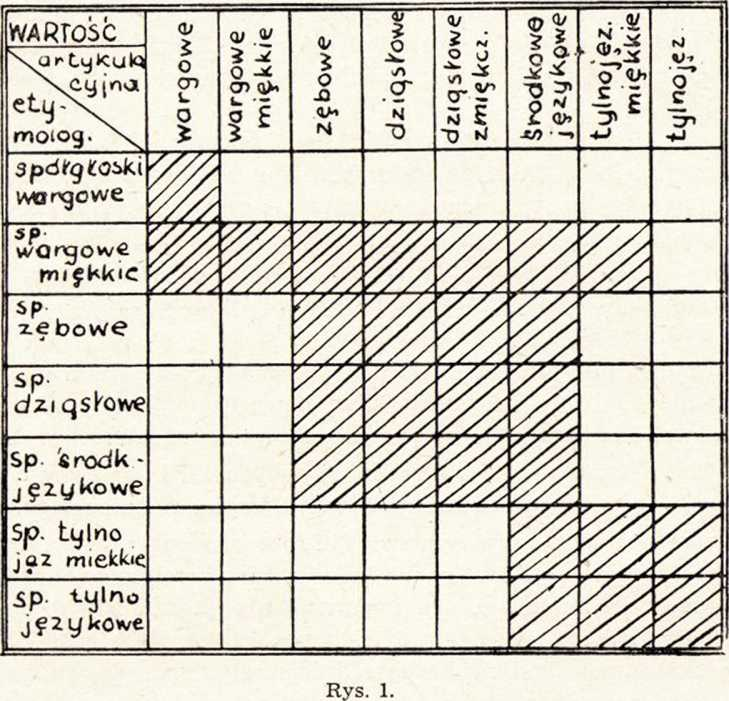 WARTOŚĆ
artykula
cyjna
ety-
molog.
wargowe
wargowe
miękkie
zębowe
dziąsłowe
dziąsłowe
zmiękcz.
środkowo
językowe
tylnojęz.
miękkie
tylnojęz.
spółgłoski
wargowe
sp.
wargowe
miękkie
sp.
zębowe
sp.
dziąsłowe
sp. środk-
językowe
sp. tylno
jęz miękkie
sp. tylno
językowe
Rys. 1.